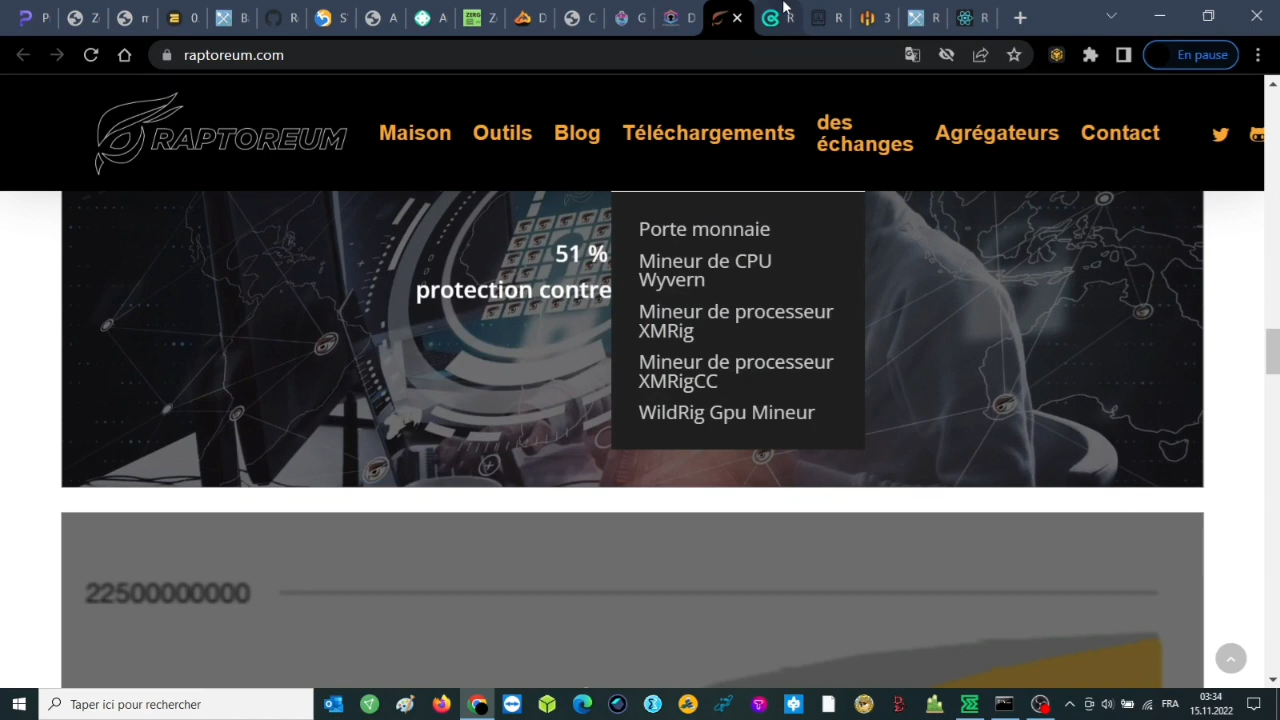 P
Z
m
0
B
R
S
A
A
Z
D
C
G
D
R
R
3
R
R
raptoreum.com
En pause
RAPTOREUM
Maison
Outils
Blog
Téléchargements
des
échanges
Agrégateurs
Contact
51 %
protection contre
Porte monnaie
Mineur de CPU
Wyvern
Mineur de processeur
XMRig
Mineur de processeur
XMRigCC
WildRig Gpu Mineur
22500000000
Taper ici pour rechercher
FRA
03:34
15.11.2022